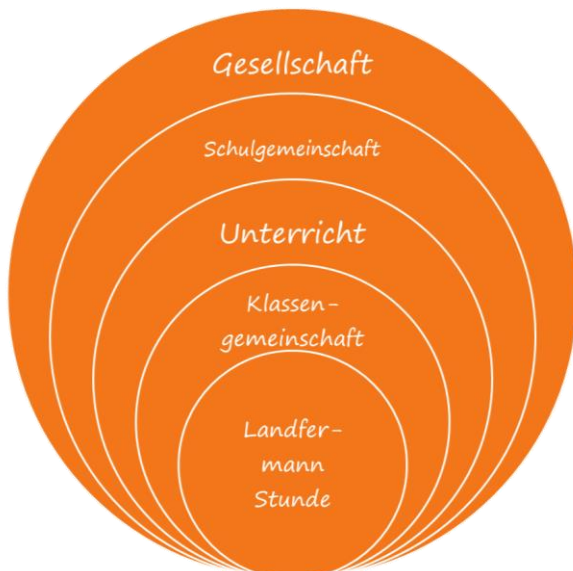 Gesellschaft
Schulgemeinschaft
Unterricht
Klassen-
gemeinschaft
Landfer-
mann
Stunde